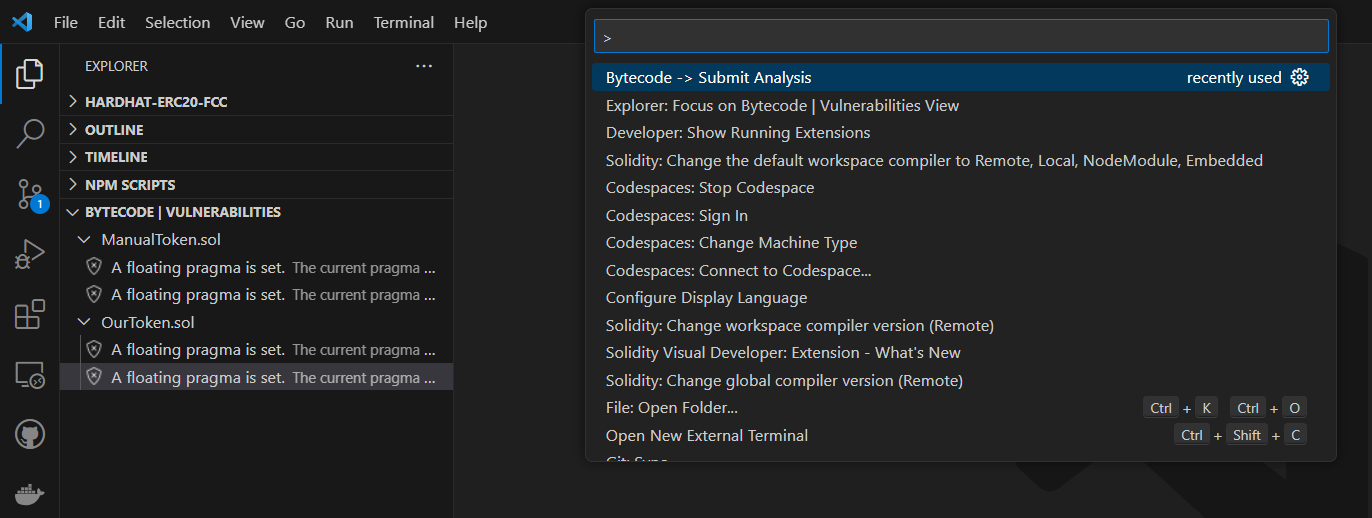 File Edit Selection View Go Run Terminal Help
EXPLORER ...
HARDHAT-ERC20-FCC
OUTLINE
TIMELINE
NPM SCRIPTS
1
BYTECODE | VULNERABILITIES
ManualToken.sol
A floating pragma is set. The current pragma ...
A floating pragma is set. The current pragma ...
OurToken.sol
A floating pragma is set. The current pragma ...
A floating pragma is set. The current pragma ...
>
Bytecode -> Submit Analysis recently used
Explorer: Focus on Bytecode | Vulnerabilities View
Developer: Show Running Extensions
Solidity: Change the default workspace compiler to Remote, Local, NodeModule, Embedded
Codespaces: Stop Codespace
Codespaces: Sign In
Codespaces: Change Machine Type
Codespaces: Connect to Codespace...
Configure Display Language
Solidity: Change workspace compiler version (Remote)
Solidity Visual Developer: Extension - What's New
Solidity: Change global compiler version (Remote)
File: Open Folder... Ctrl + K Ctrl + O
Open New External Terminal Ctrl + Shift + C